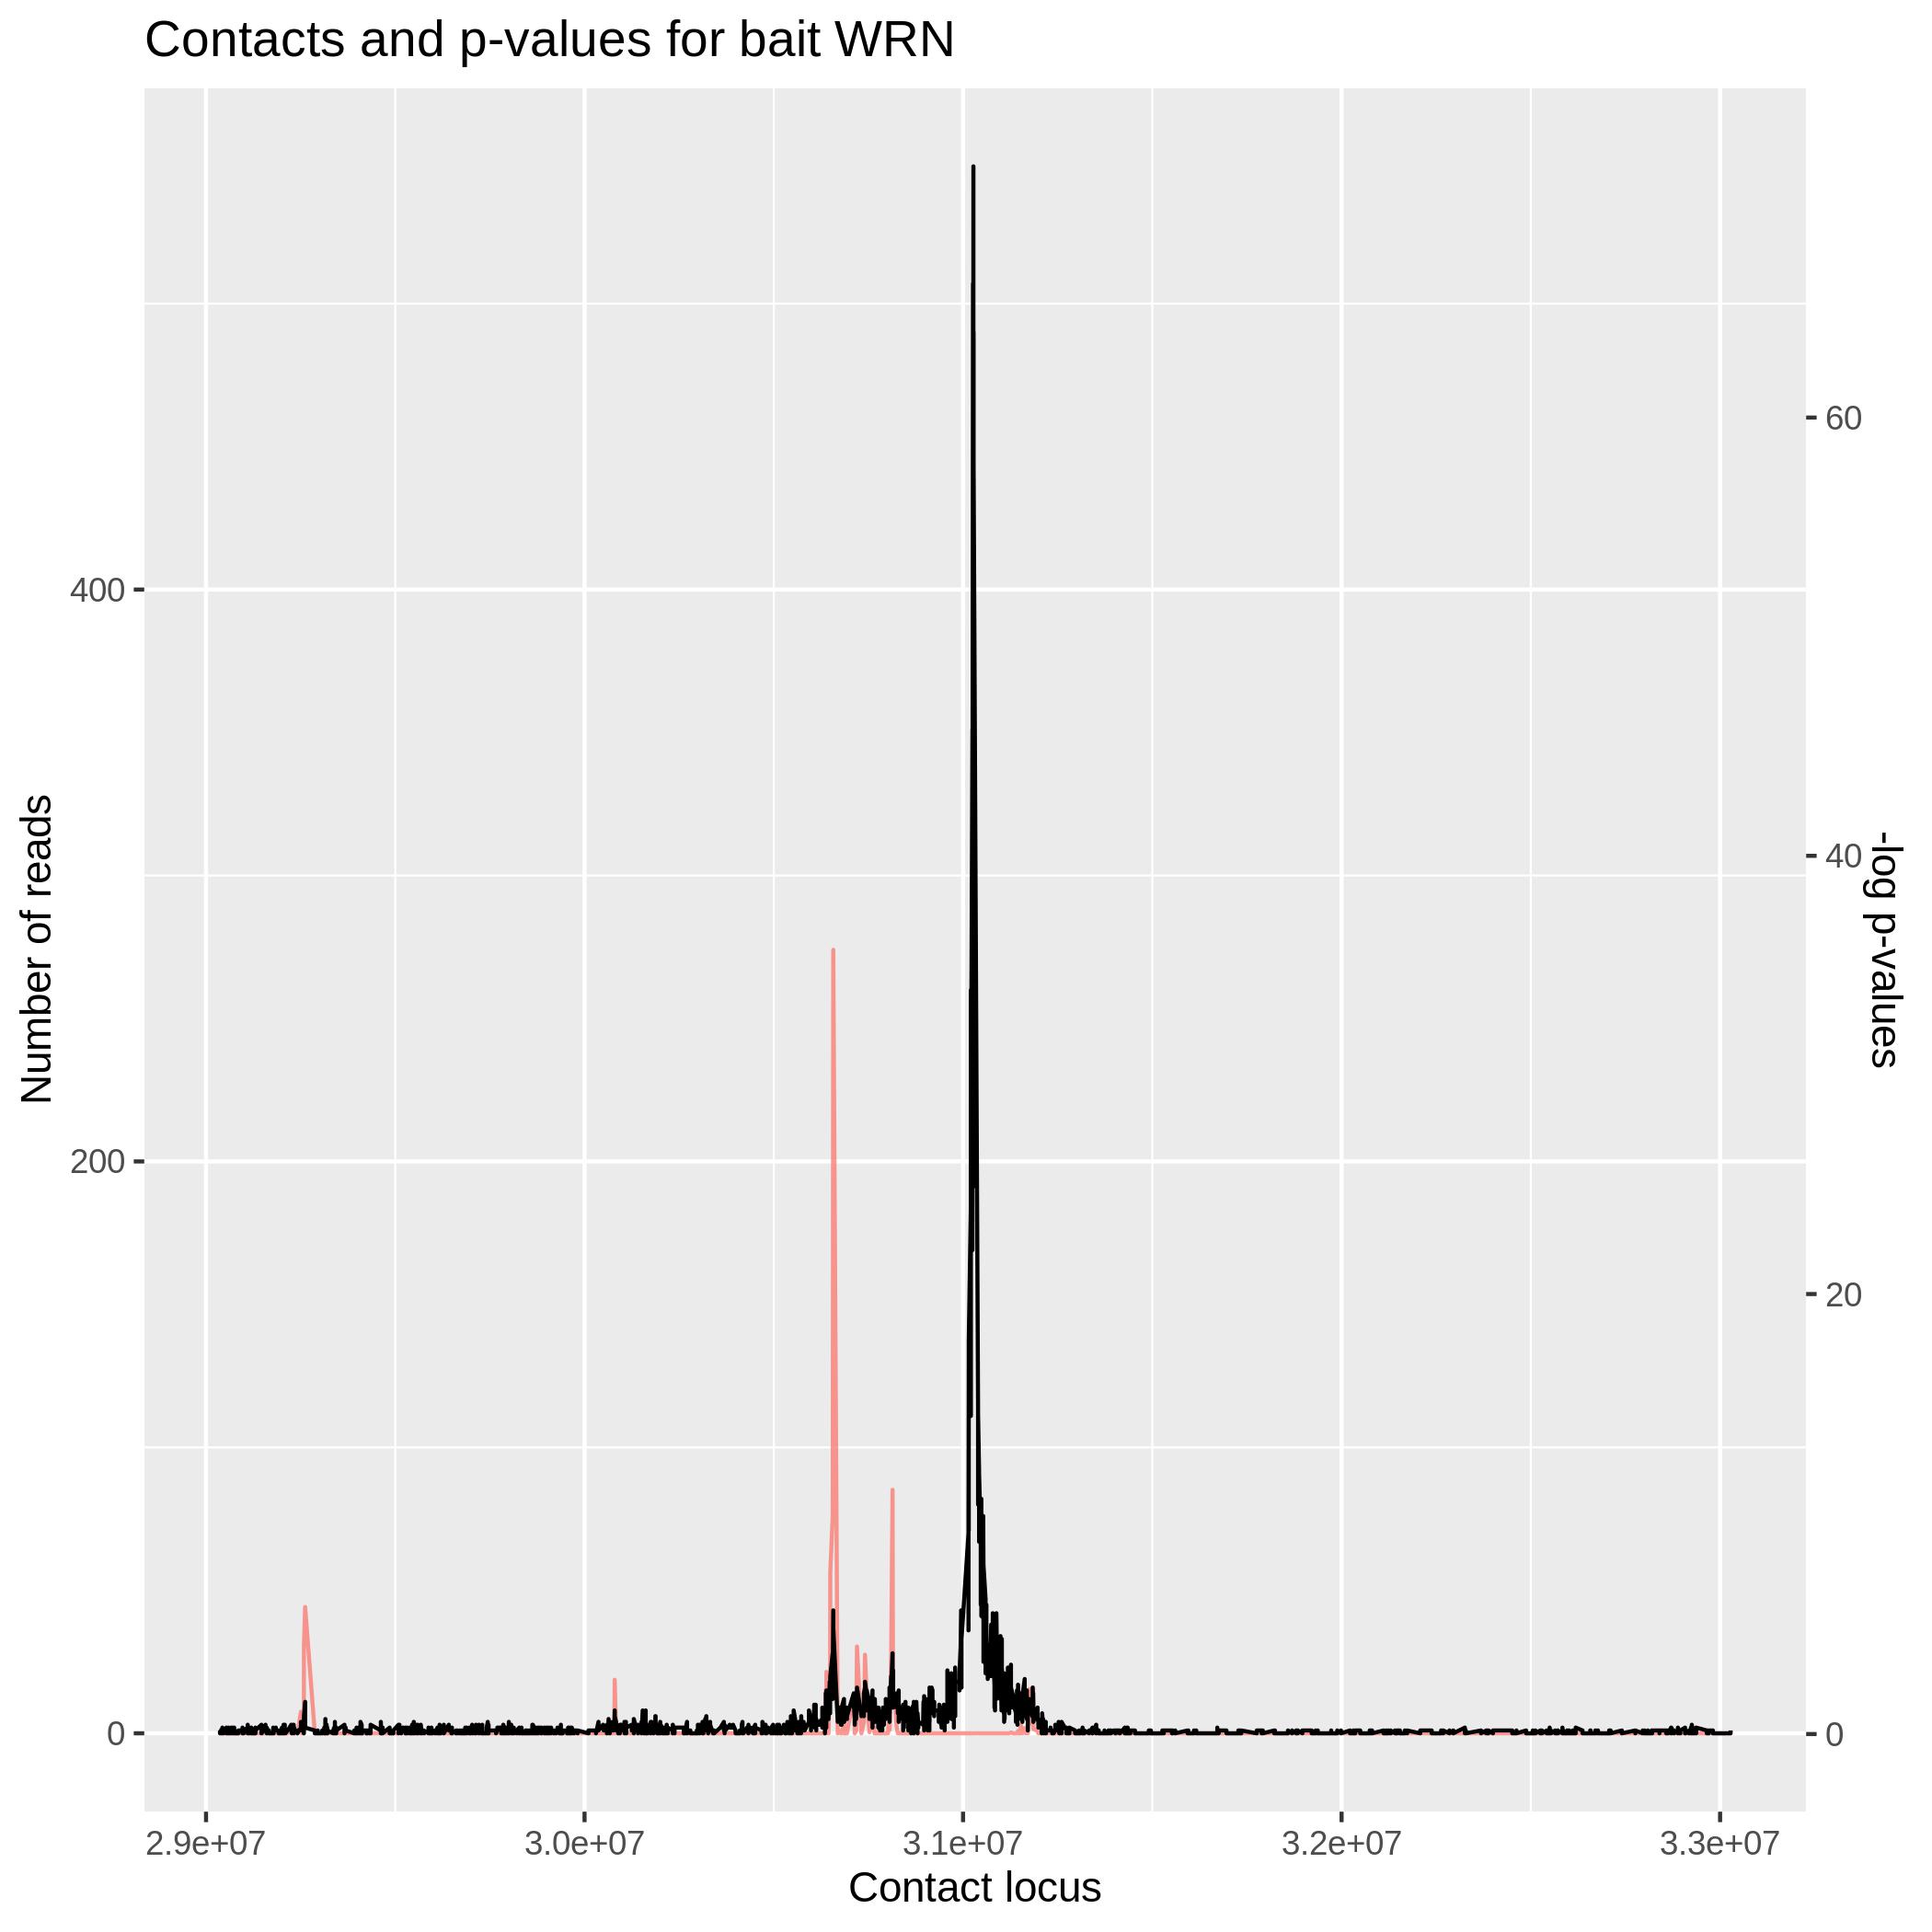 Contacts and p-values for bait WRN
Number of reads
400
200
0
60
40
20
0
-log p-values
2.9e+07
3.0e+07
3.1e+07
3.2e+07
3.3e+07
Contact locus